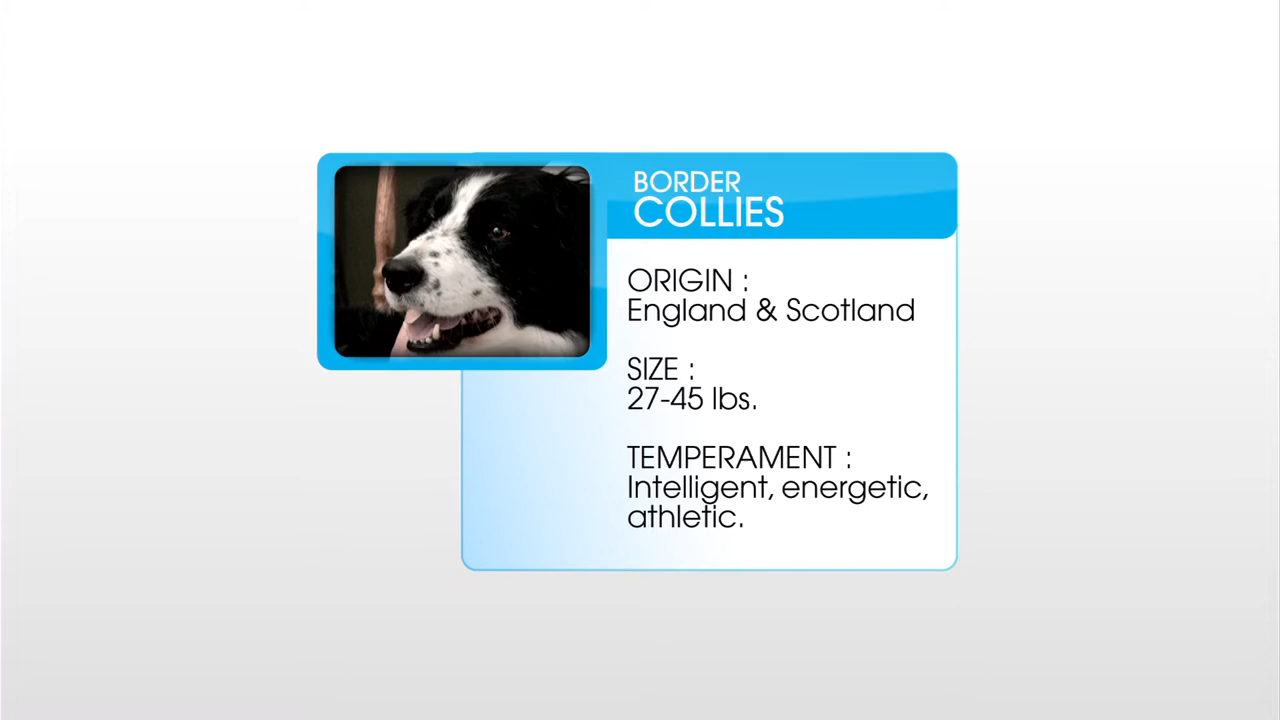 BORDER
COLLIES
ORIGIN :
England & Scotland
SIZE :
27-45 lbs.
TEMPERAMENT :
Intelligent, energetic,
athletic.